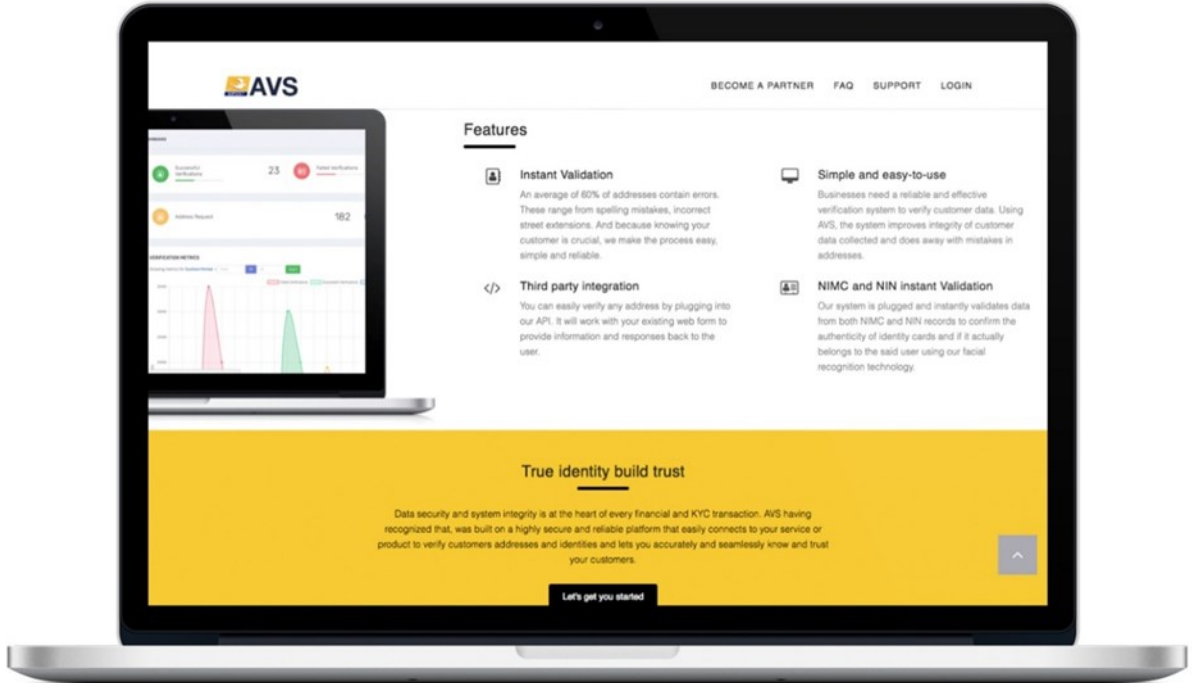 AVS
BECOME A PARTNER
FAQ
SUPPORT
LOGIN
Successful
Verifications
23
Failed Verifications
Address Request
182
VERIFICATION METRICS
Features
Instant Validation
An average of 60% of addresses contain errors.
These range from spelling mistakes, incorrect
street extensions. And because knowing your
customer is crucial, we make the process easy,
simple and reliable.
Simple and easy-to-use
Businesses need a reliable and effective
verification system to verify customer data. Using
AVS, the system improves integrity of customer
data collected and does away with mistakes in
addresses.
Third party integration
You can easily verify any address by plugging into
our API. It will work with your existing web form to
provide information and responses back to the
user.
NIMC and NIN instant Validation
Our system is plugged and instantly validates data
from both NIMC and NIN records to confirm the
authenticity of identity cards and if it actually
belongs to the said user using our facial
recognition technology.
True identity build trust
Data security and system integrity is at the heart of every financial and KYC transaction. AVS having
recognized that, was built on a highly secure and reliable platform that easily connects to your service or
product to verify customers addresses and identities and lets you accurately and seamlessly know and trust
your customers.
Let's get you started